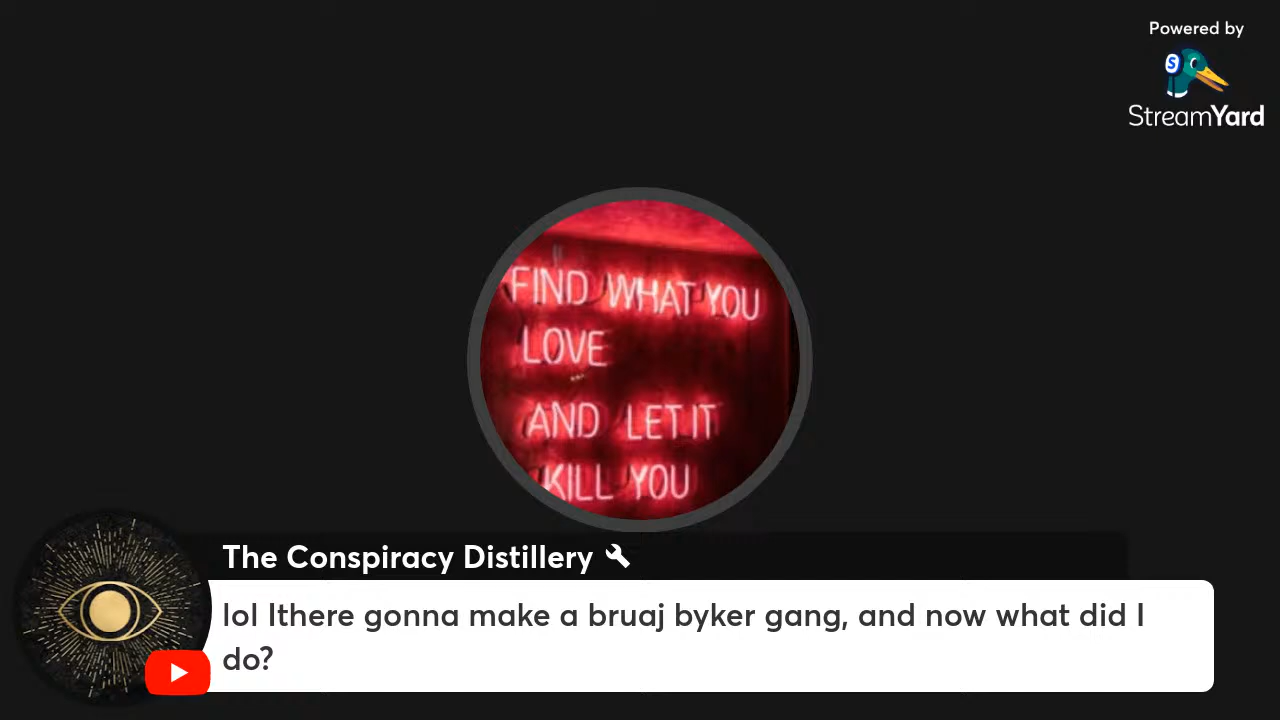 Powered by
S
StreamYard
FIND WHAT YOU
LOVE
AND LET IT
KILL YOU
The Conspiracy Distillery
lol lthere gonna make a bruaj byker gang, and now what did I
do?